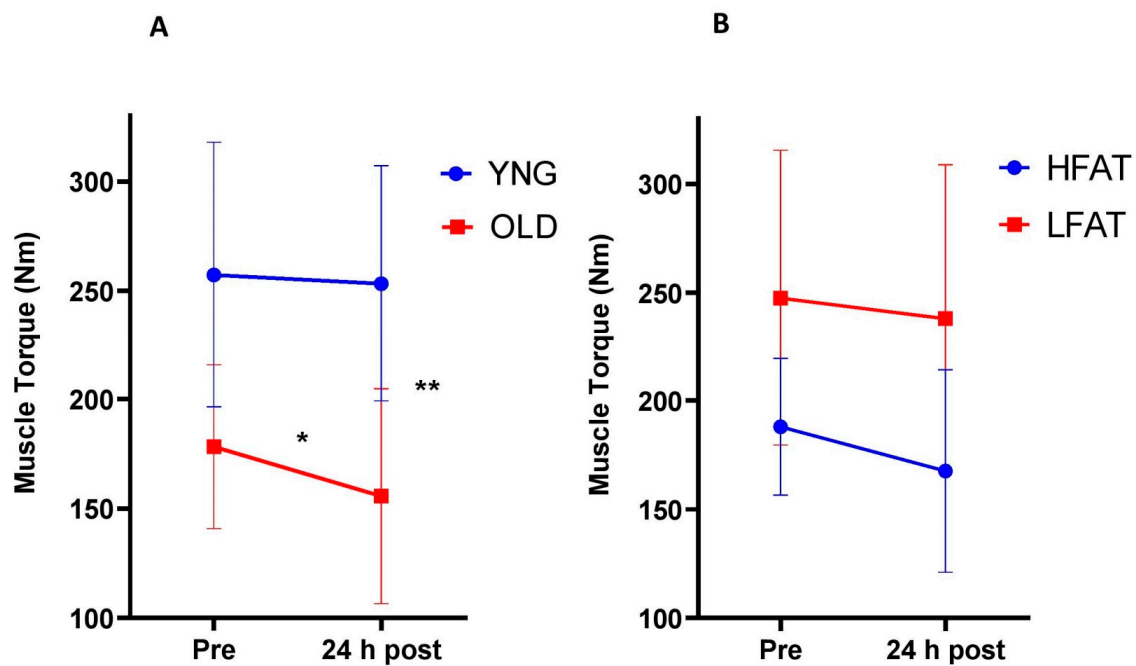 A
Muscle Torque (Nm)
300
250
200
150
100
Pre
24 h post
YNG
OLD
*
**
B
Muscle Torque (Nm)
300
250
200
150
100
Pre
24 h post
HFAT
LFAT